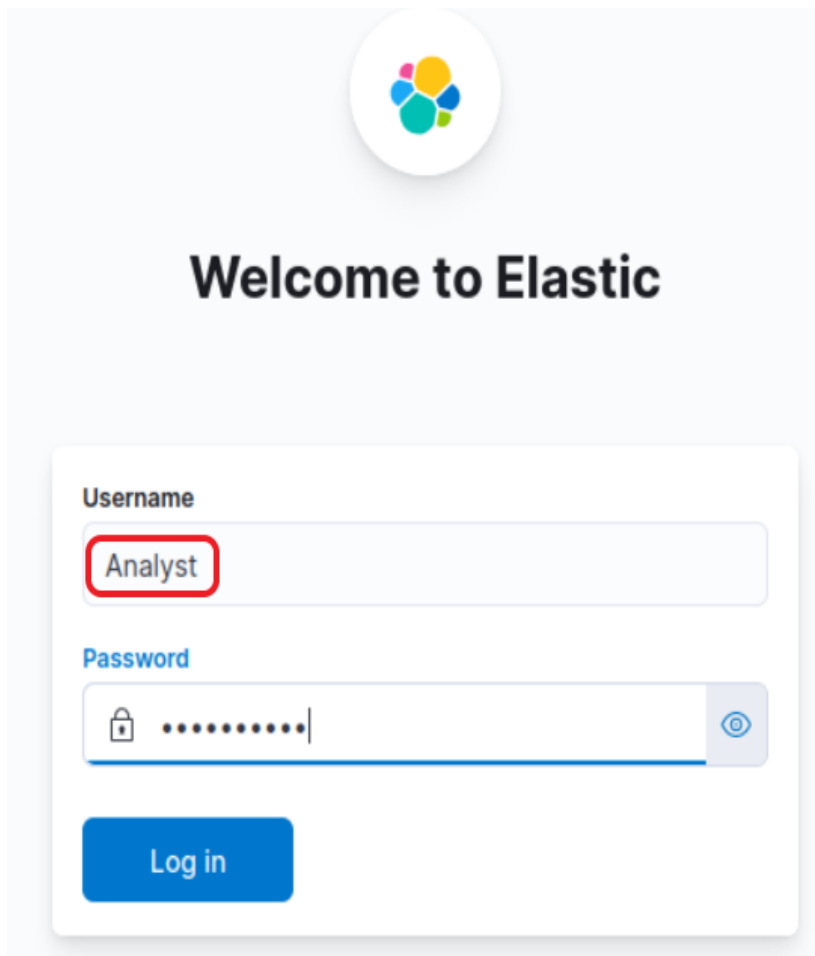 Welcome to Elastic
Username
Analyst
Password
••••••••••
Log in